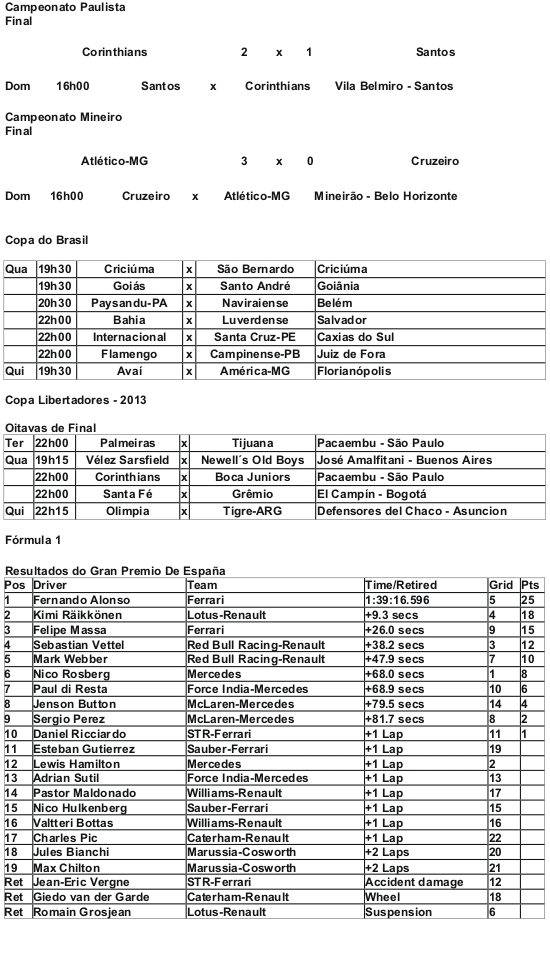 Campeonato Paulista
Final
Corinthians 2 x 1 Santos
Dom 16h00 Santos x Corinthians Vila Belmiro - Santos
Campeonato Mineiro
Final
Atlético-MG 3 x 0 Cruzeiro
Dom 16h00 Cruzeiro x Atlético-MG Mineirão - Belo Horizonte
Copa do Brasil
Qua 19h30 Criciúma x São Bernardo Criciúma
19h30 Goiás x Santo André Goiânia
20h30 Paysandu-PA x Naviraiense Belém
22h00 Bahia x Luverdense Salvador
22h00 Internacional x Santa Cruz-PE Caxias do Sul
22h00 Flamengo x Campinense-PB Juiz de Fora
Qui 19h30 Avaí x América-MG Florianópolis
Copa Libertadores - 2013
Oitavas de Final
Ter 22h00 Palmeiras x Tijuana Pacaembu - São Paulo
Qua 19h15 Vélez Sarsfield x Newell´s Old Boys José Amalfitani - Buenos Aires
22h00 Corinthians x Boca Juniors Pacaembu - São Paulo
22h00 Santa Fé x Grêmio El Campín - Bogotá
Qui 22h15 Olimpia x Tigre-ARG Defensores del Chaco - Asuncion
Fórmula 1
Resultados do Gran Premio De España
Pos Driver Team Time/Retired Grid Pts
1 Fernando Alonso Ferrari 1:39:16.596 5 25
2 Kimi Räikkönen Lotus-Renault +9.3 secs 4 18
3 Felipe Massa Ferrari +26.0 secs 9 15
4 Sebastian Vettel Red Bull Racing-Renault +38.2 secs 3 12
5 Mark Webber Red Bull Racing-Renault +47.9 secs 7 10
6 Nico Rosberg Mercedes +68.0 secs 1 8
7 Paul di Resta Force India-Mercedes +68.9 secs 10 6
8 Jenson Button McLaren-Mercedes +79.5 secs 14 4
9 Sergio Perez McLaren-Mercedes +81.7 secs 8 2
10 Daniel Ricciardo STR-Ferrari +1 Lap 11 1
11 Esteban Gutierrez Sauber-Ferrari +1 Lap 19
12 Lewis Hamilton Mercedes +1 Lap 2
13 Adrian Sutil Force India-Mercedes +1 Lap 13
14 Pastor Maldonado Williams-Renault +1 Lap 17
15 Nico Hulkenberg Sauber-Ferrari +1 Lap 15
16 Valtteri Bottas Williams-Renault +1 Lap 16
17 Charles Pic Caterham-Renault +1 Lap 22
18 Jules Bianchi Marussia-Cosworth +2 Laps 20
19 Max Chilton Marussia-Cosworth +2 Laps 21
Ret Jean-Eric Vergne STR-Ferrari Accident damage 12
Ret Giedo van der Garde Caterham-Renault Wheel 18
Ret Romain Grosjean Lotus-Renault Suspension 6